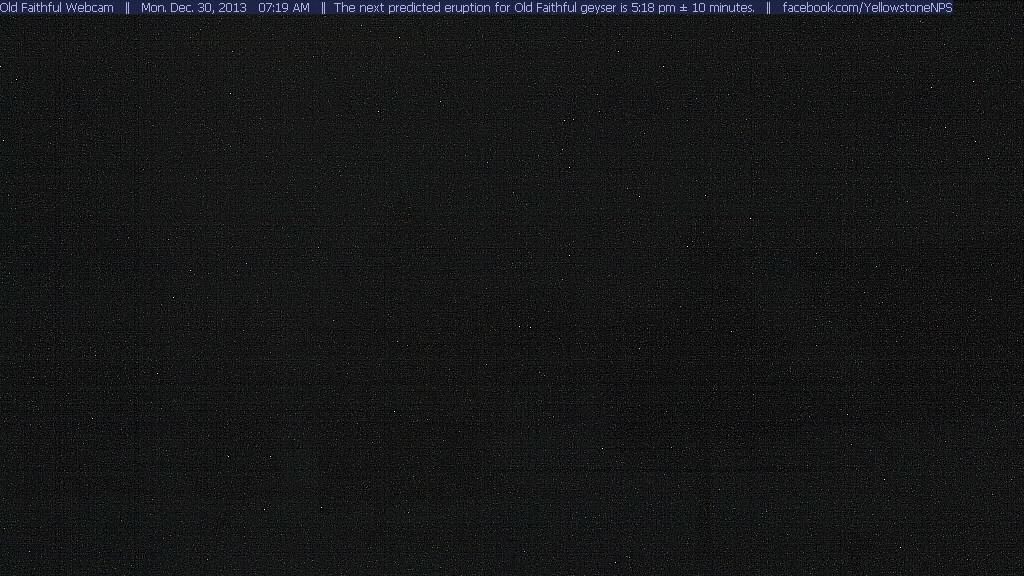 Old Faithful Webcam || Mon. Dec. 30, 2013 07:19 AM || The next predicted eruption for Old Faithful geyser is 5:18 pm ± 10 minutes. || facebook.com/YellowstoneNPS